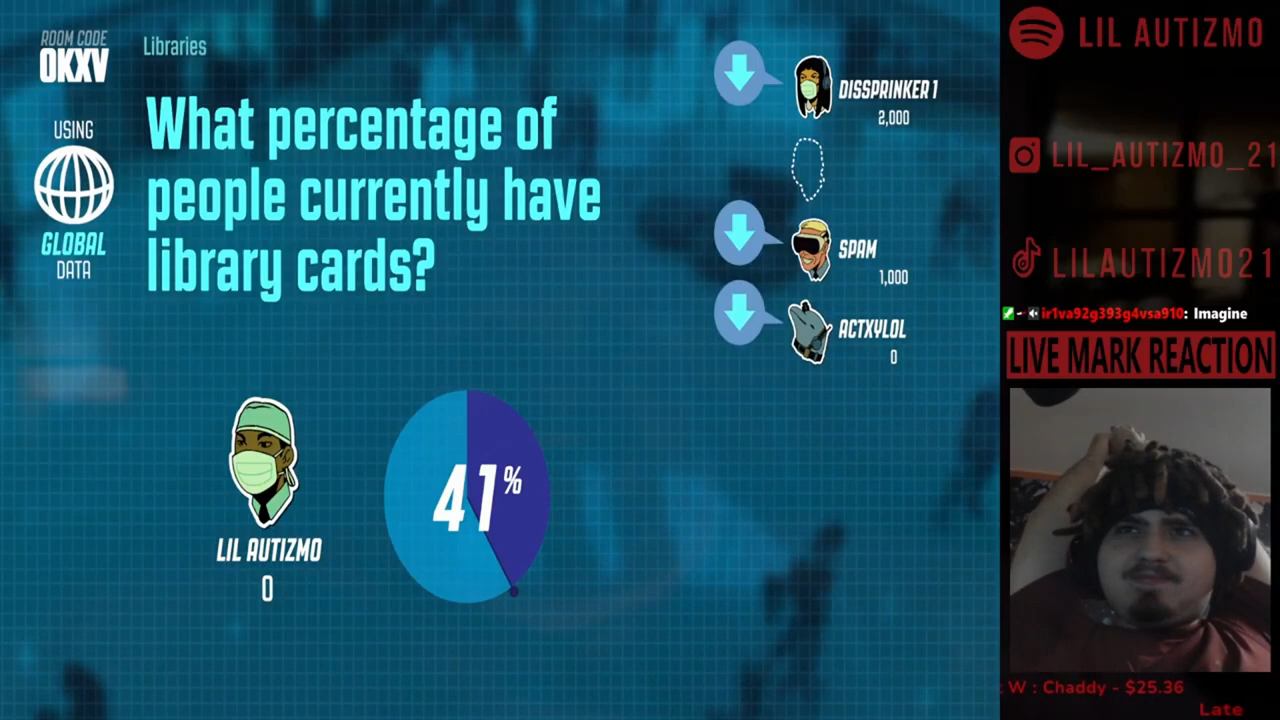 ROOM CODE
OKXV
USING
GLOBAL
DATA
Libraries
What percentage of
people currently have
library cards?
DISSPRINKER1
2,000
SPAM
1,000
ACTXYLOL
0
LIL AUTIZMO
0
41%
LIL AUTIZMO
LIL_AUTIZMO_21
LILAUTIZMO21
ir1va92g393g4vsa910: Imagine
LIVE MARK REACTION
W : Chaddy - $25.36
Late